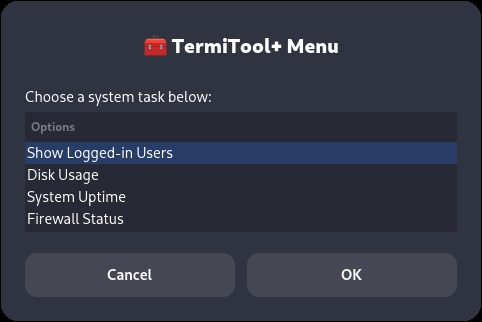 🧰 TermiTool+ Menu
Choose a system task below:
Options
Show Logged-in Users
Disk Usage
System Uptime
Firewall Status
Cancel OK